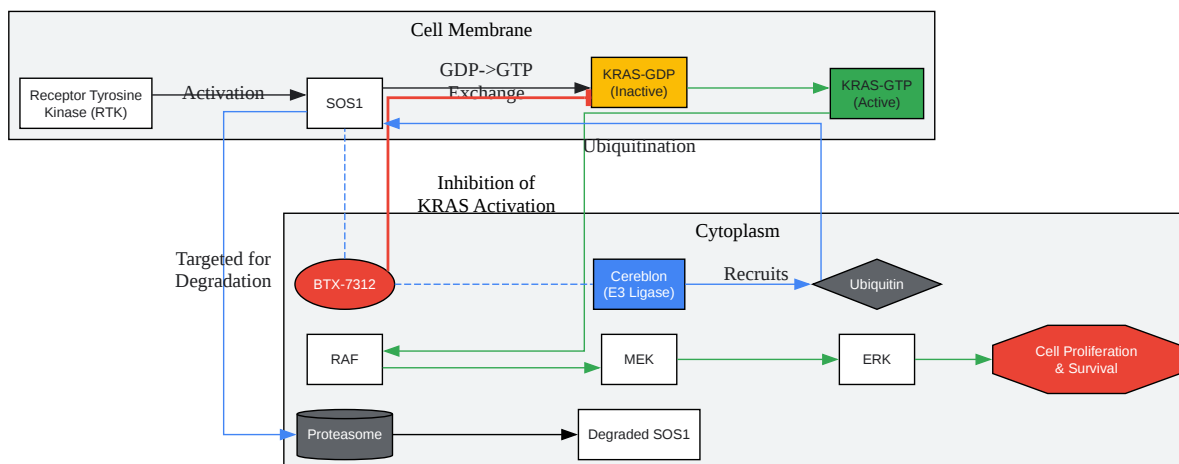 Cell Membrane
Receptor Tyrosine
Kinase (RTK)
Activation
SOS1
GDP->GTP
Exchange
KRAS-GDP
(Inactive)
KRAS-GTP
(Active)
Ubiquitination
Inhibition of
KRAS Activation
Cytoplasm
Targeted for
Degradation
BTX-7312
Cereblon
(E3 Ligase)
Recruits
Ubiquitin
RAF
MEK
ERK
Cell Proliferation
& Survival
Proteasome
Degraded SOS1